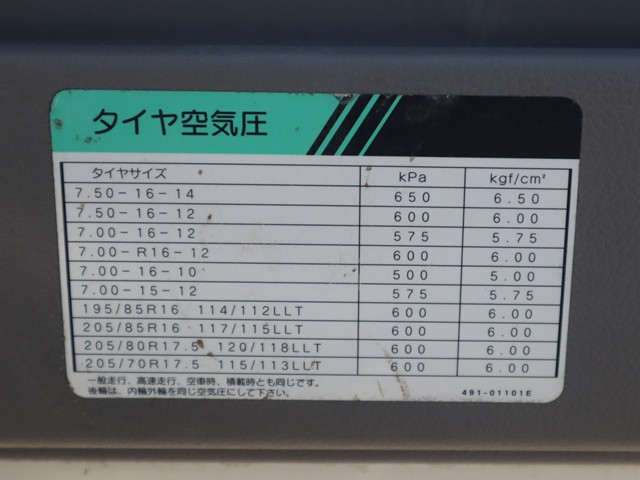 タイヤ空気圧
タイヤサイズ kPa kgf/cm²
7.50-16-14 650 6.50
7.50-16-12 600 6.00
7.00-16-12 575 5.75
7.00-R16-12 600 6.00
7.00-16-10 500 5.00
7.00-15-12 575 5.75
195/85R16 114/112LLT 600 6.00
205/85R16 117/115LLT 600 6.00
205/80R17.5 120/118LLT 600 6.00
205/70R17.5 115/113LLT 600 6.00
一般走行、高速走行、空車時、積載時とも同じです。
後輪は、内輪外輪を同じ空気圧にして下さい。 491-01101E